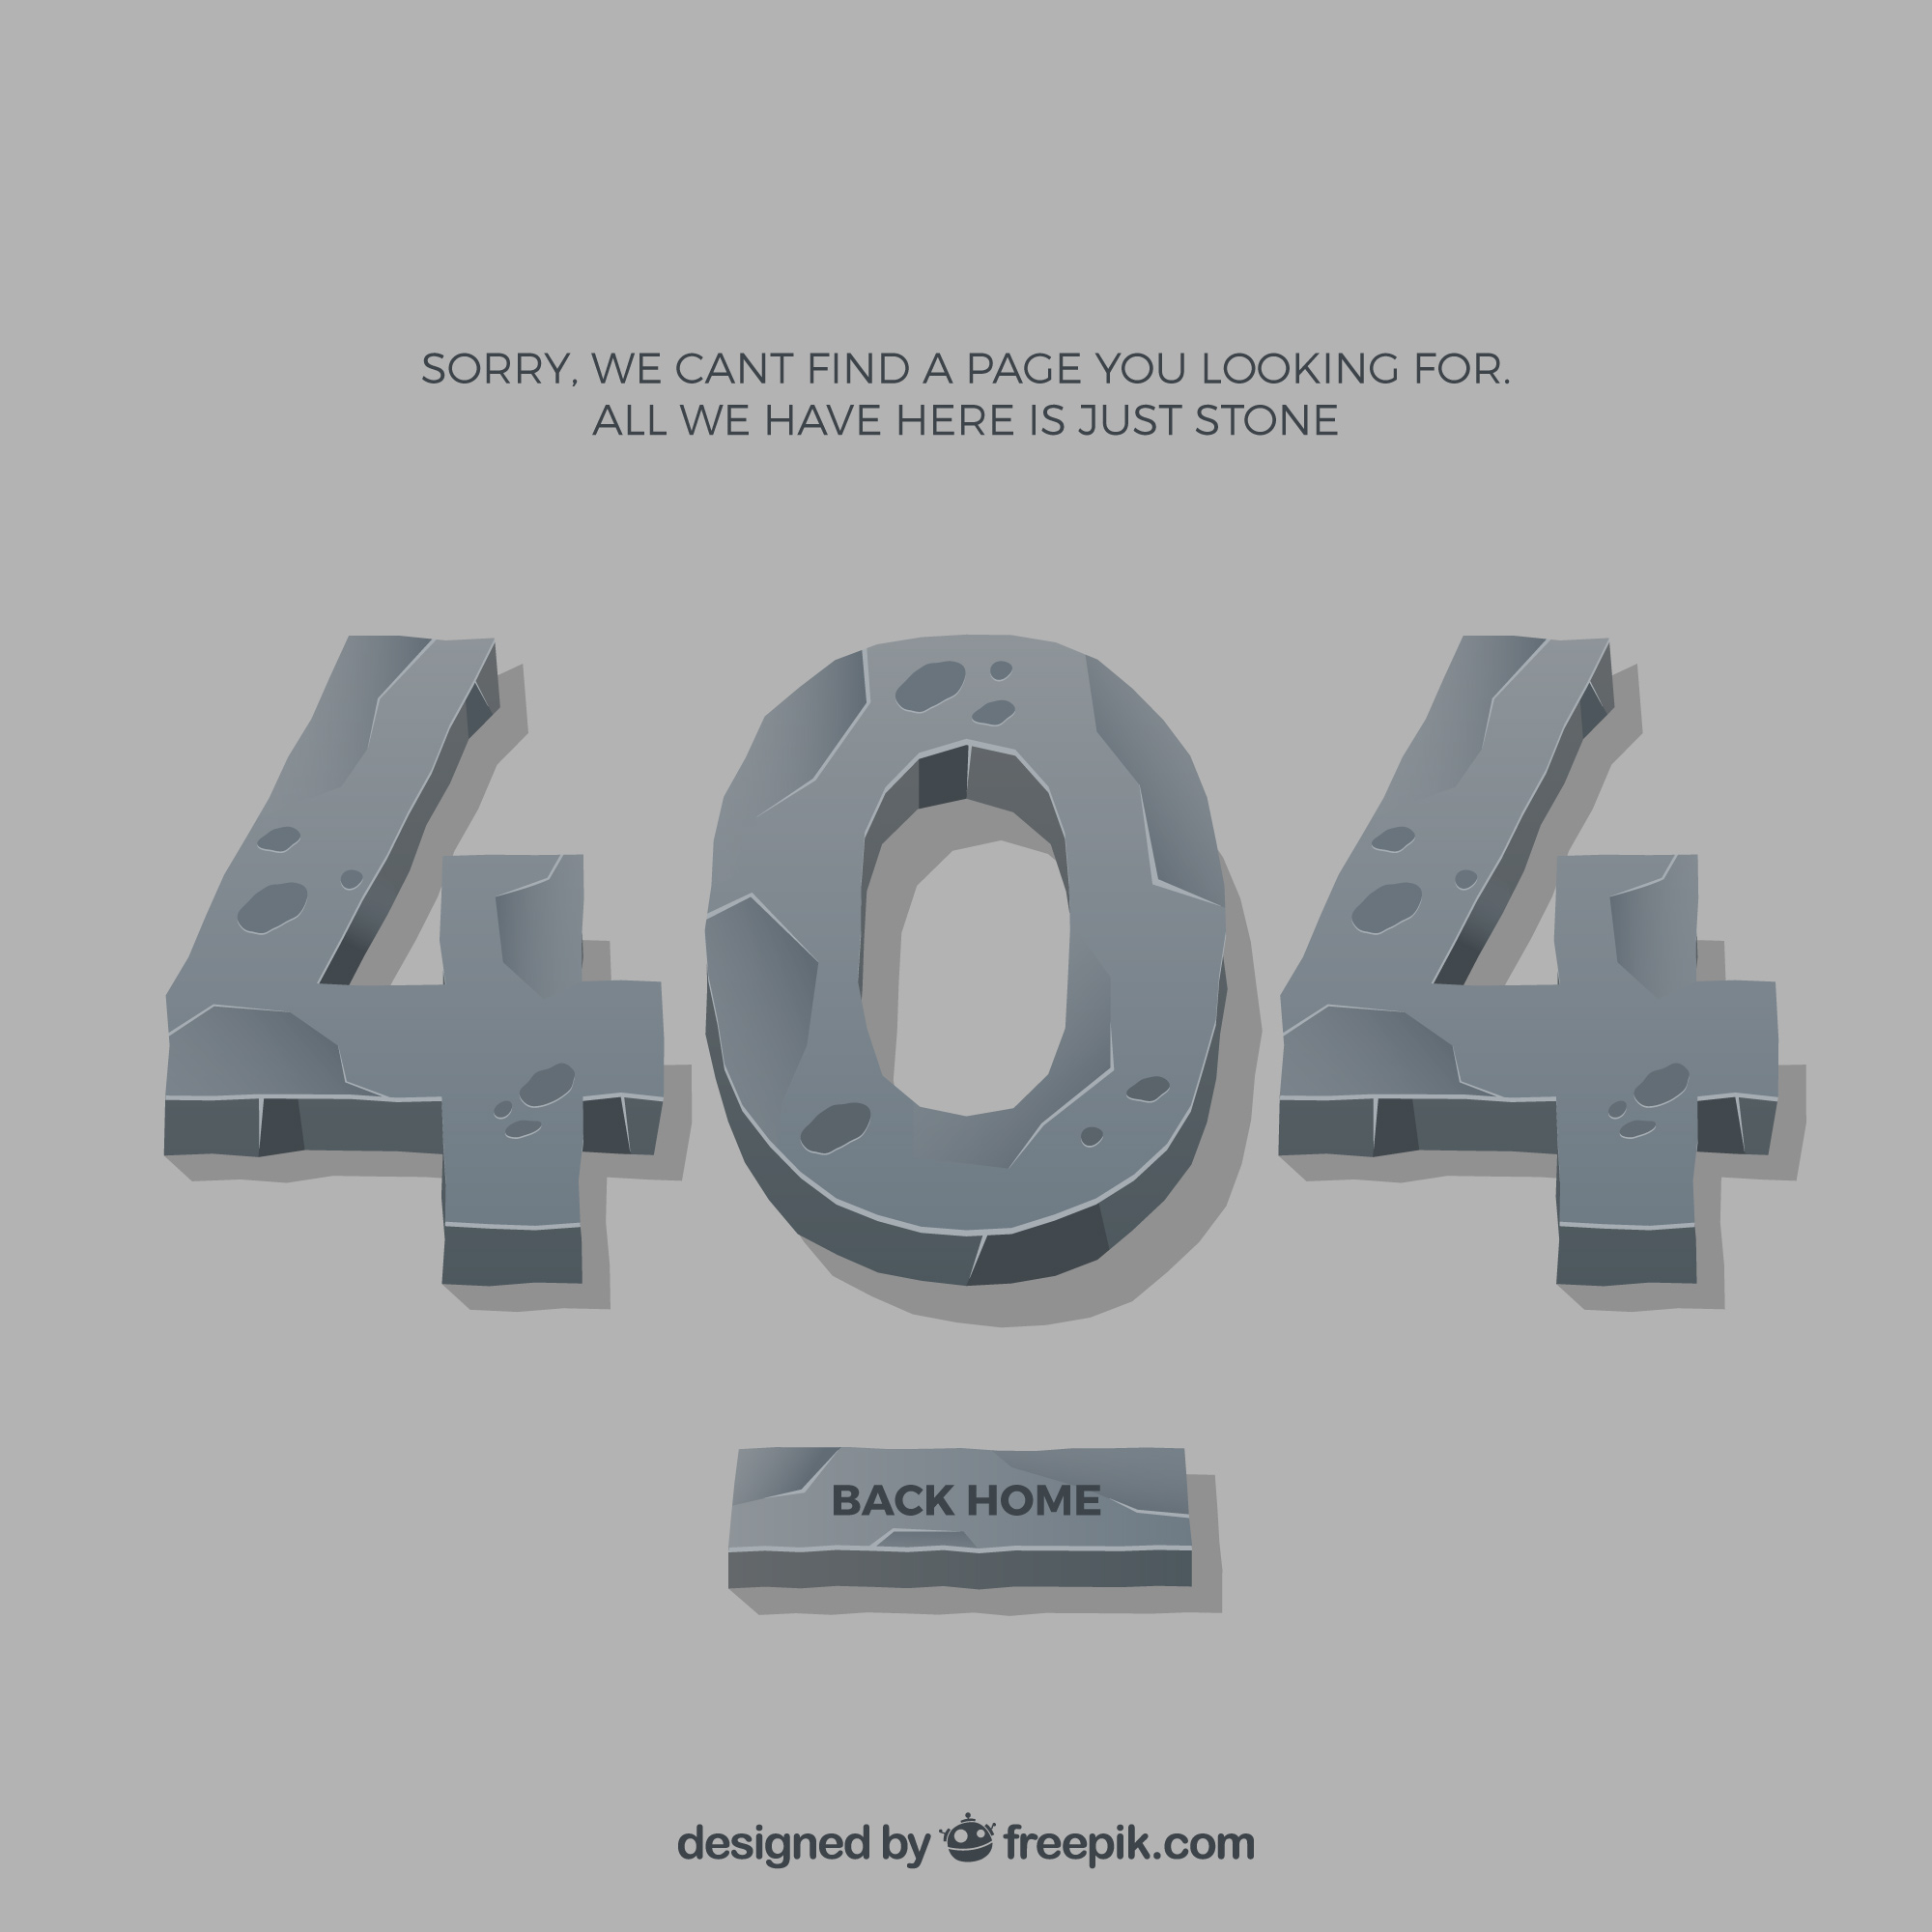 SORRY, WE CANT FIND A PAGE YOU LOOKING FOR.
ALL WE HAVE HERE IS JUST STONE
404
BACK HOME
designed by freepik.com